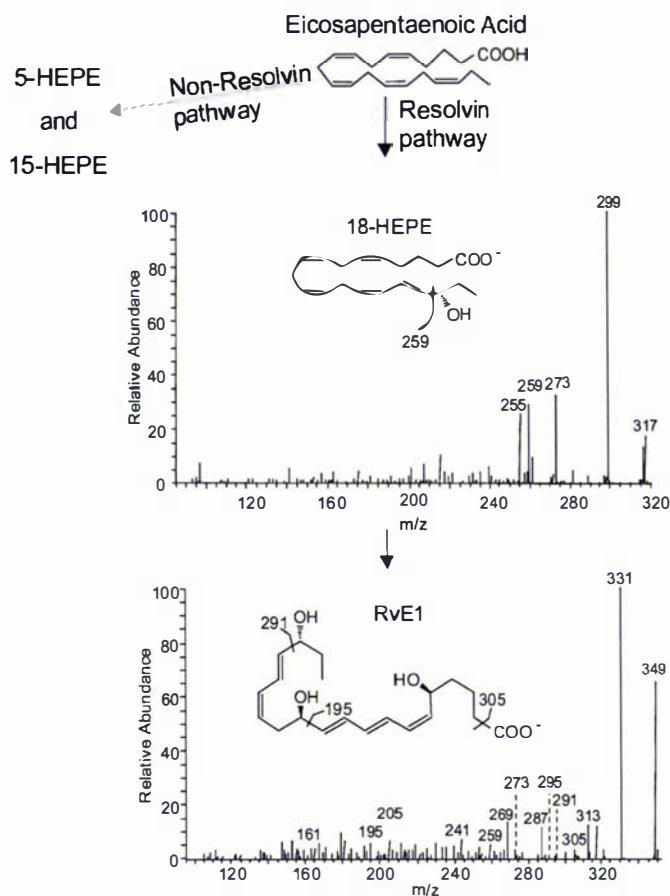 Eicosapentaenoic Acid
COOH
5-HEPE
and
15-HEPE
Non-Resolvin
pathway
Resolvin
pathway
18-HEPE
COO⁻
OH
259
Relative Abundance
100
80
60
40
20
0
299
259
273
255
317
120
160
200
240
280
320
m/z
RvE1
291
OH
OH
195
HO
305
COO⁻
Relative Abundance
100
80
60
40
20
0
331
349
161
195
205
241
259
269
273
287
295
291
305
313
120
160
200
240
280
320
360
m/z